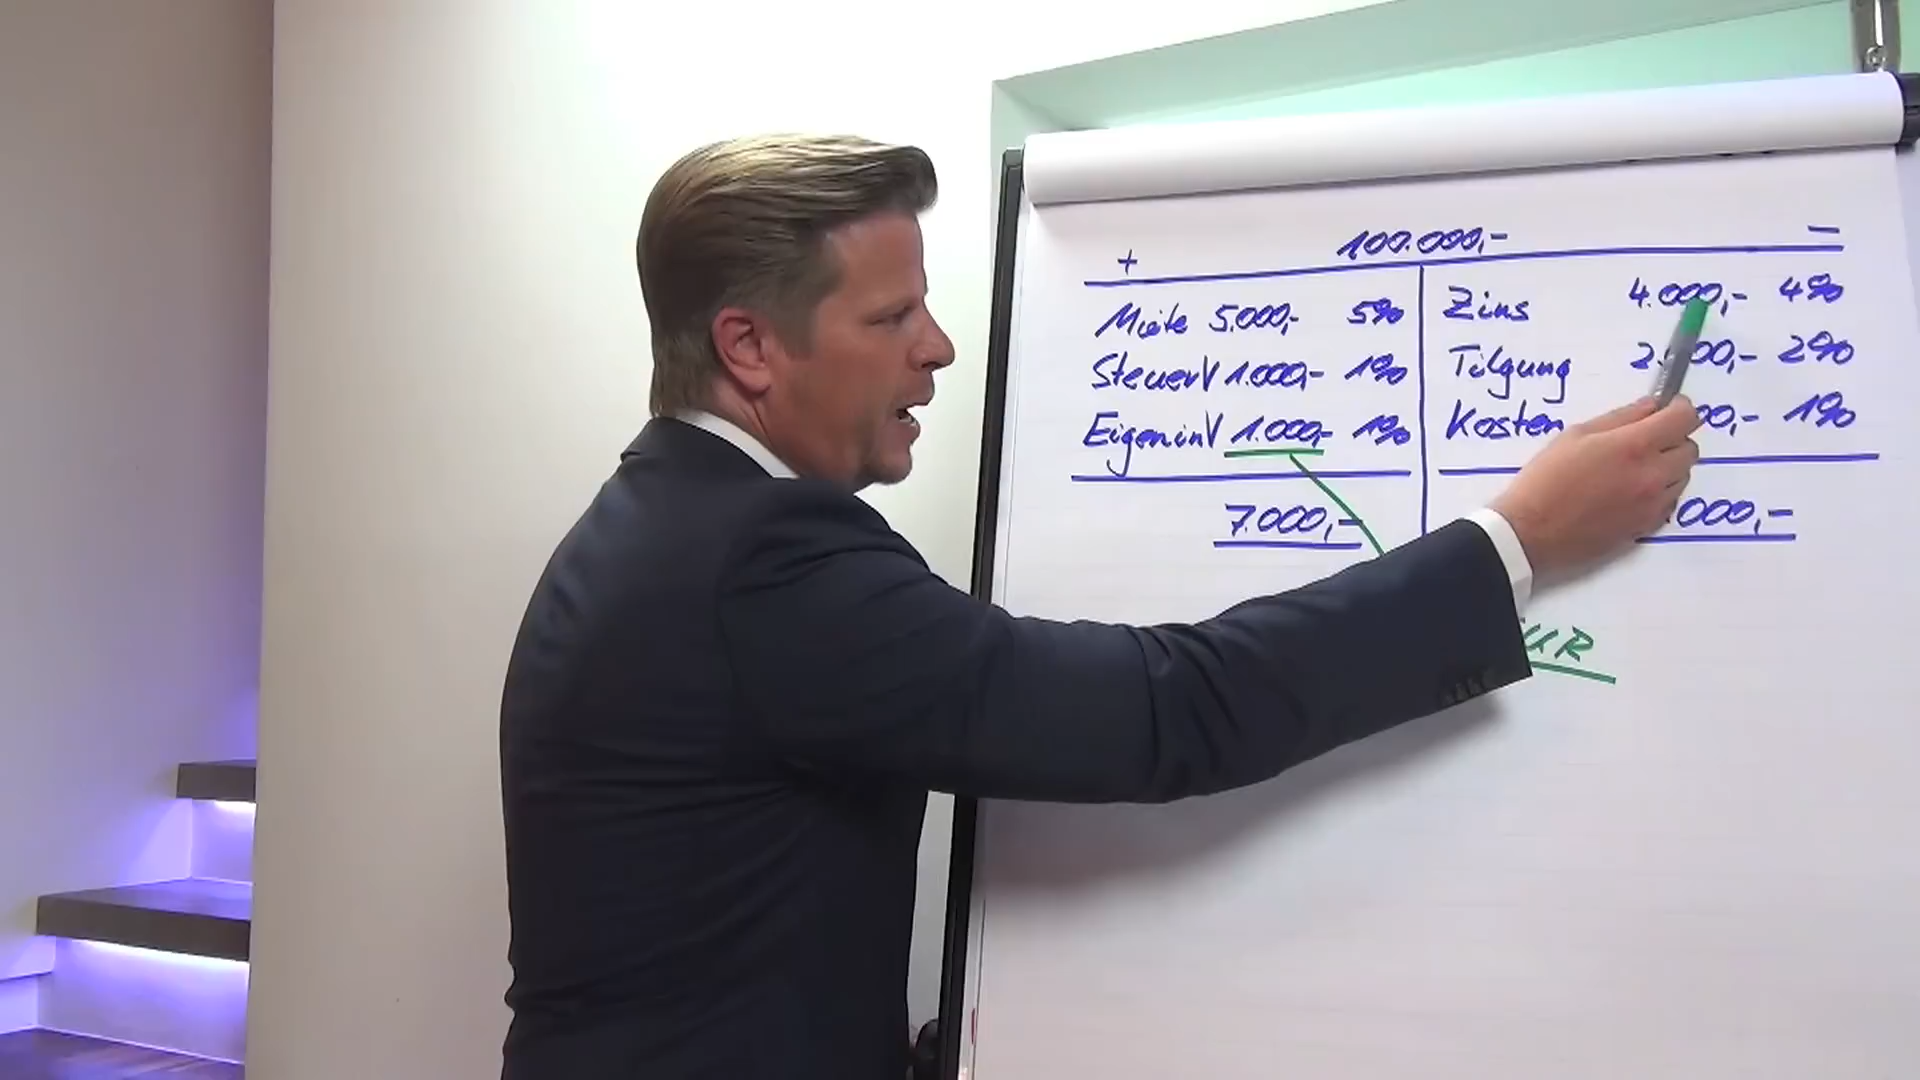 100.000,-
+ -
Miete 5.000,- 5% Zins 4.000,- 4%
SteuerV 1.000,- 1% Tilgung 2%
EigeninV 1.000,- 1% Kosten 1%
7.000,- 000,-